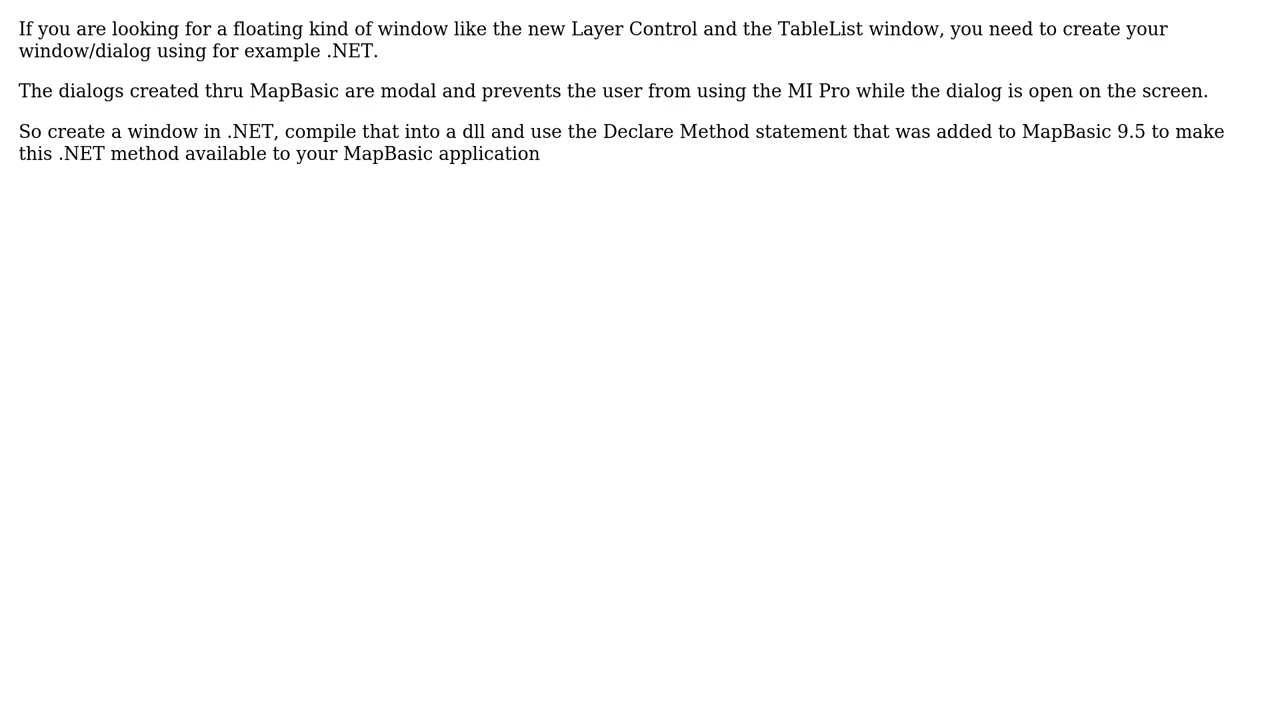 If you are looking for a floating kind of window like the new Layer Control and the TableList window, you need to create your
window/dialog using for example .NET.
The dialogs created thru MapBasic are modal and prevents the user from using the MI Pro while the dialog is open on the screen.
So create a window in .NET, compile that into a dll and use the Declare Method statement that was added to MapBasic 9.5 to make
this .NET method available to your MapBasic application